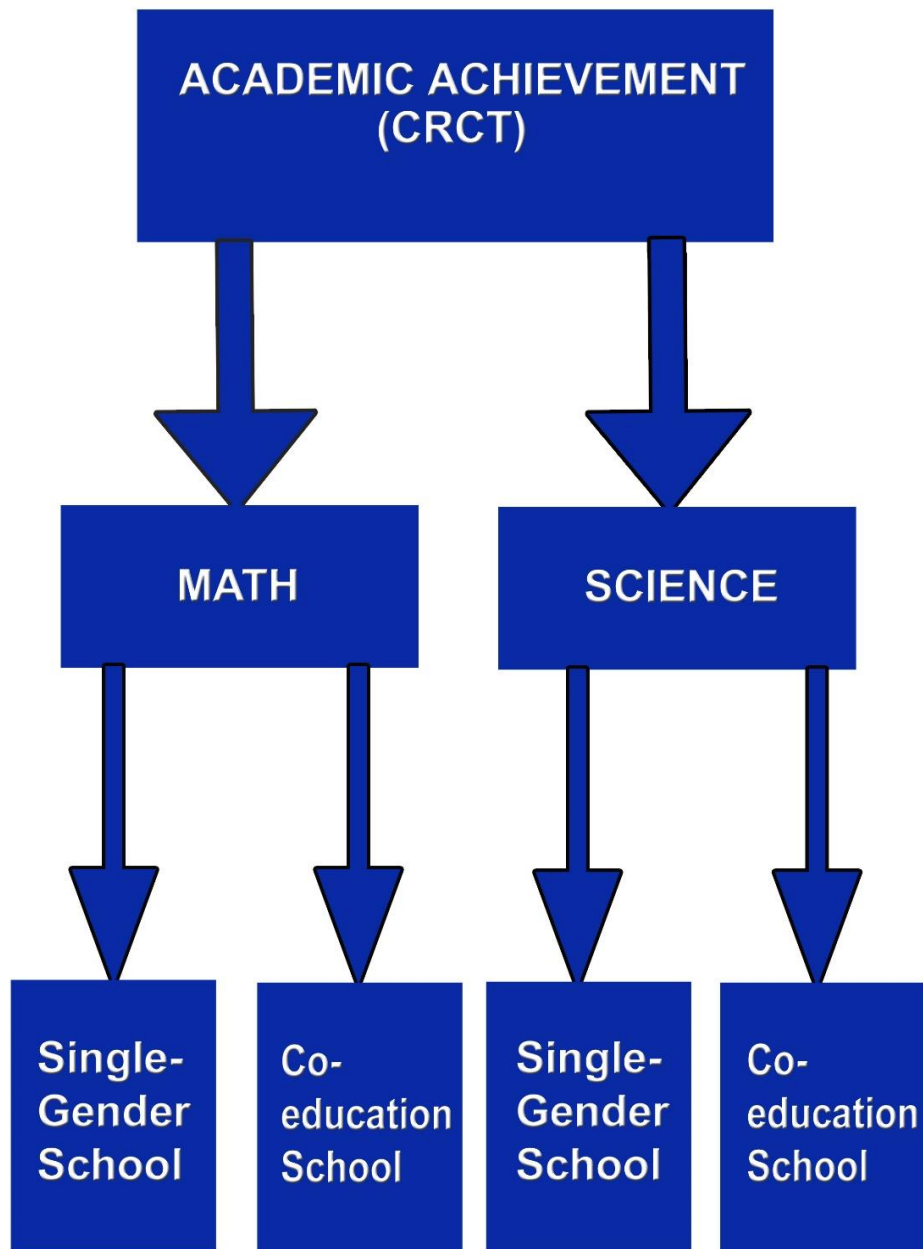 ACADEMIC ACHIEVEMENT
(CRCT)
MATH
SCIENCE
Single-
Gender
School
Co-
education
School
Single-
Gender
School
Co-
education
School